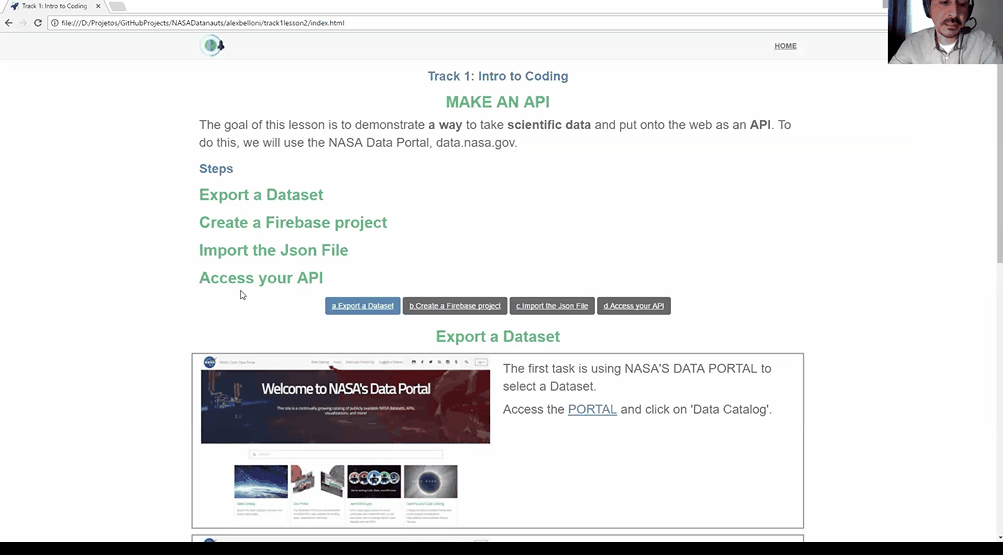 Track 1: Intro to Coding
file:///D:/Projetos/GitHubProjects/NASADatanauts/alexbelloni/track1lesson2/index.html
HOME
Track 1: Intro to Coding
MAKE AN API
The goal of this lesson is to demonstrate a way to take scientific data and put onto the web as an API. To
do this, we will use the NASA Data Portal, data.nasa.gov.
Steps
Export a Dataset
Create a Firebase project
Import the Json File
Access your API
a.Export a Dataset b.Create a Firebase project c.Import the Json File d.Access your API
Export a Dataset
Welcome to NASA's Data Portal
The first task is using NASA'S DATA PORTAL to
select a Dataset.
Access the PORTAL and click on 'Data Catalog'.